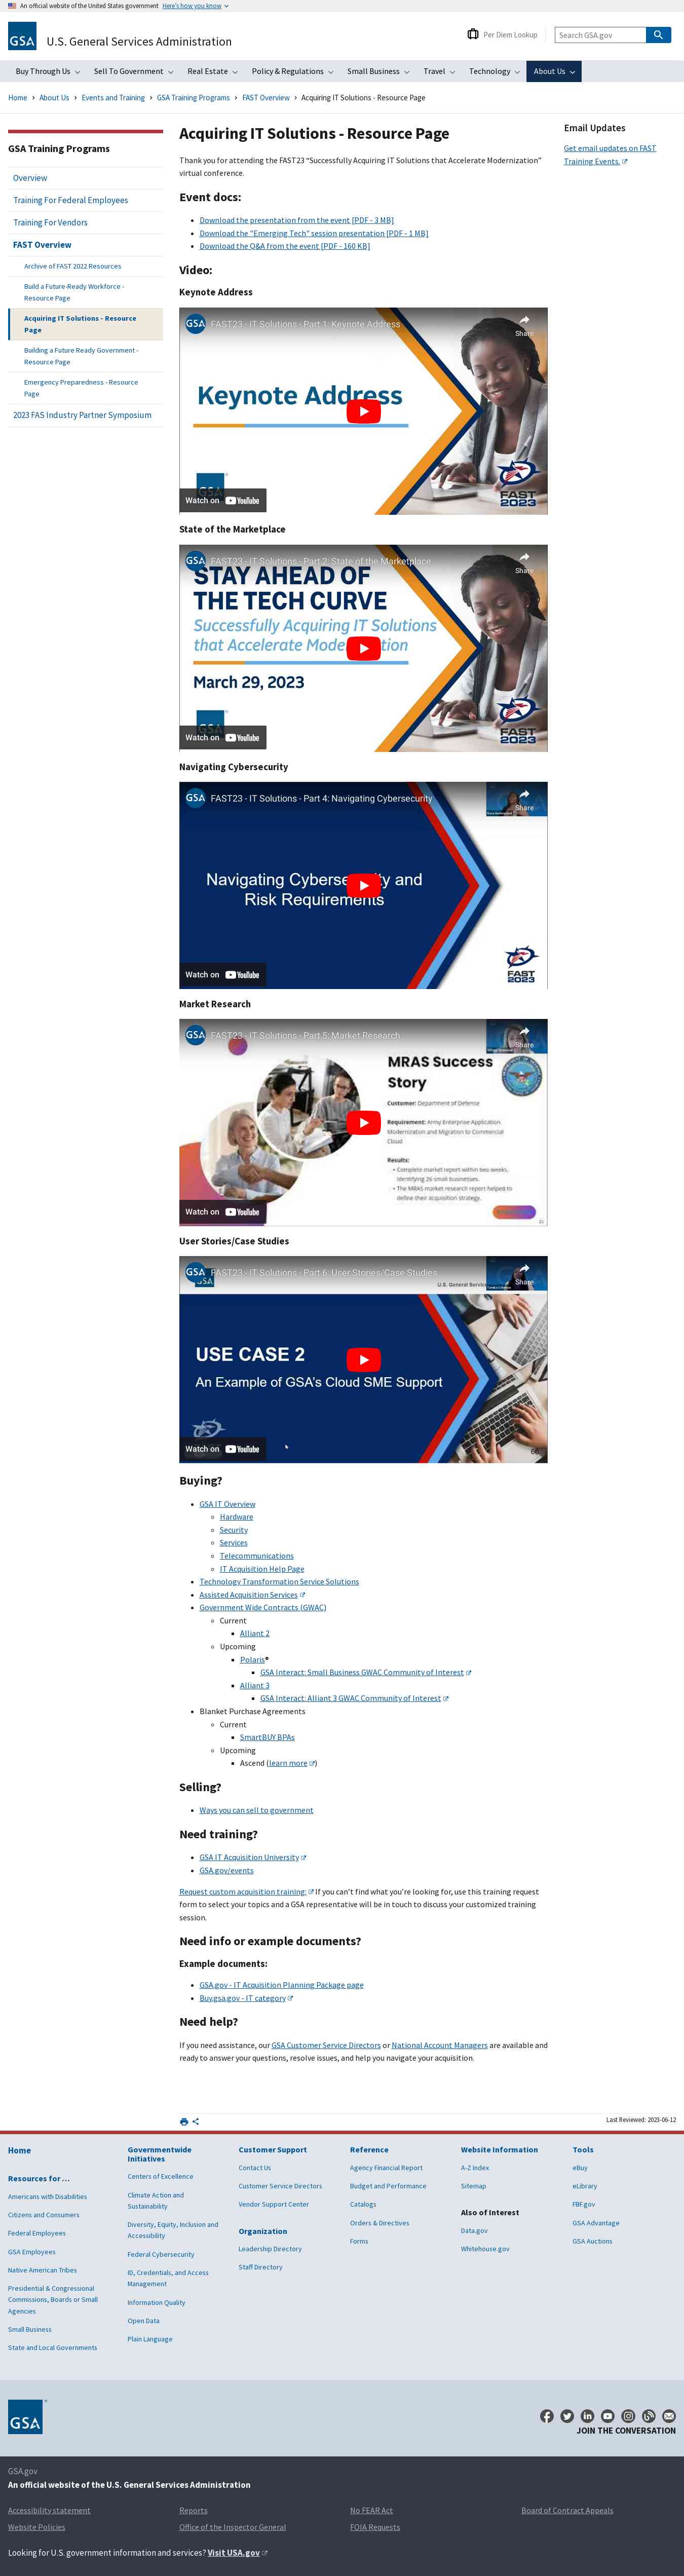 An official website of the United States government Here's how you know
GSA
U.S. General Services Administration
Per Diem Lookup
Search GSA.gov
Buy Through Us
Sell To Government
Real Estate
Policy & Regulations
Small Business
Travel
Technology
About Us
Home › About Us › Events and Training › GSA Training Programs › FAST Overview › Acquiring IT Solutions - Resource Page
GSA Training Programs
Overview
Training For Federal Employees
Training For Vendors
FAST Overview
Archive of FAST 2022 Resources
Build a Future-Ready Workforce -
Resource Page
Acquiring IT Solutions - Resource
Page
Building a Future Ready Government -
Resource Page
Emergency Preparedness - Resource
Page
2023 FAS Industry Partner Symposium
Acquiring IT Solutions - Resource Page
Thank you for attending the FAST23 “Successfully Acquiring IT Solutions that Accelerate Modernization”
virtual conference.
Event docs:
Download the presentation from the event [PDF - 3 MB]
Download the "Emerging Tech" session presentation [PDF - 1 MB]
Download the Q&A from the event [PDF - 160 KB]
Video:
Keynote Address
GSA
FAST23 - IT Solutions - Part 1: Keynote Address
Share
Keynote Address
GSA
Watch on YouTube
FAST
2023
State of the Marketplace
GSA
FAST23 - IT Solutions - Part 2: State of the Marketplace
Share
STAY AHEAD OF
THE TECH CURVE
Successfully Acquiring IT Solutions
that Accelerate Modernization
March 29, 2023
GSA
Watch on YouTube
FAST
2023
Navigating Cybersecurity
GSA
FAST23 - IT Solutions - Part 4: Navigating Cybersecurity
Share
Navigating Cybersecurity and
Risk Requirements
Watch on YouTube
FAST
2023
Market Research
GSA
FAST23 - IT Solutions - Part 5: Market Research
Share
MRAS Success
Story
Customer: Department of Defense
Requirement: Army Enterprise Application
Modernization and Migration to Commercial
Cloud
Results:
Complete market research within two weeks,
identifying 26 small businesses.
The MRAS market research report helped to
define their acquisition strategy.
Watch on YouTube
User Stories/Case Studies
GSA
FAST23 - IT Solutions - Part 6: User Stories/Case Studies
GSA
Share
USE CASE 2
An Example of GSA's Cloud SME Support
Watch on YouTube
Buying?
GSA IT Overview
Hardware
Security
Services
Telecommunications
IT Acquisition Help Page
Technology Transformation Service Solutions
Assisted Acquisition Services
Government Wide Contracts (GWAC)
Current
Alliant 2
Upcoming
Polaris®
GSA Interact: Small Business GWAC Community of Interest
Alliant 3
GSA Interact: Alliant 3 GWAC Community of Interest
Blanket Purchase Agreements
Current
SmartBUY BPAs
Upcoming
Ascend (learn more)
Selling?
Ways you can sell to government
Need training?
GSA IT Acquisition University
GSA.gov/events
Request custom acquisition training: If you can’t find what you’re looking for, use this training request
form to select your topics and a GSA representative will be in touch to discuss your customized training
session.
Need info or example documents?
Example documents:
GSA.gov - IT Acquisition Planning Package page
Buy.gsa.gov - IT category
Need help?
If you need assistance, our GSA Customer Service Directors or National Account Managers are available and
ready to answer your questions, resolve issues, and help you navigate your acquisition.
Last Reviewed: 2023-06-12
Email Updates
Get email updates on FAST
Training Events.
Home
Resources for …
Americans with Disabilities
Citizens and Consumers
Federal Employees
GSA Employees
Native American Tribes
Presidential & Congressional
Commissions, Boards or Small
Agencies
Small Business
State and Local Governments
Governmentwide
Initiatives
Centers of Excellence
Climate Action and
Sustainability
Diversity, Equity, Inclusion and
Accessibility
Federal Cybersecurity
ID, Credentials, and Access
Management
Information Quality
Open Data
Plain Language
Customer Support
Contact Us
Customer Service Directors
Vendor Support Center
Organization
Leadership Directory
Staff Directory
Reference
Agency Financial Report
Budget and Performance
Catalogs
Orders & Directives
Forms
Website Information
A-Z Index
Sitemap
Also of Interest
Data.gov
Whitehouse.gov
Tools
eBuy
eLibrary
FBF.gov
GSA Advantage
GSA Auctions
GSA
JOIN THE CONVERSATION
GSA.gov
An official website of the U.S. General Services Administration
Accessibility statement
Reports
No FEAR Act
Board of Contract Appeals
Website Policies
Office of the Inspector General
FOIA Requests
Looking for U.S. government information and services? Visit USA.gov